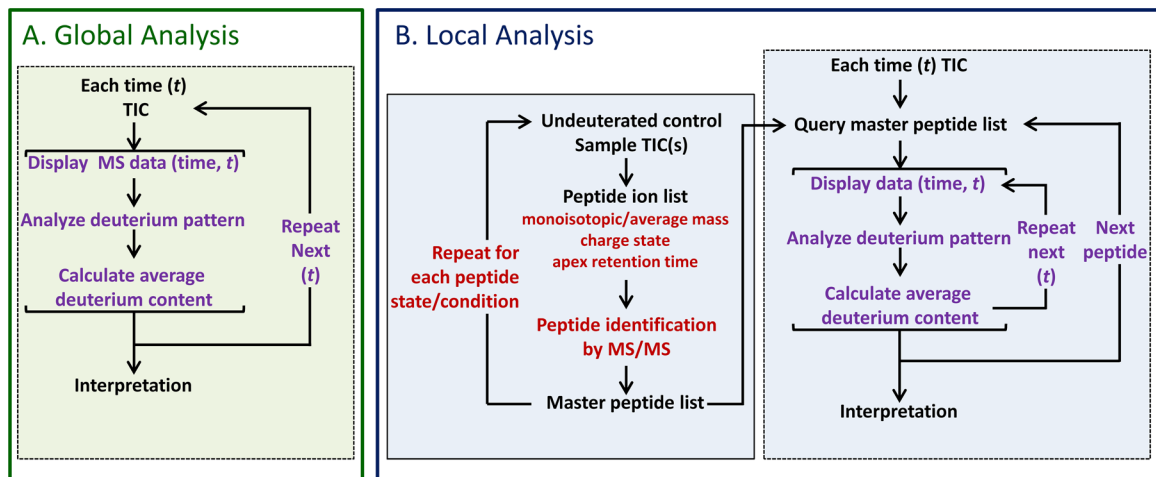 A. Global Analysis
Each time (t)
TIC
Display MS data (time, t)
Analyze deuterium pattern
Calculate average
deuterium content
Repeat
Next
(t)
Interpretation
B. Local Analysis
Undeuterated control
Sample TIC(s)
Peptide ion list
monoisotopic/average mass
charge state
apex retention time
Repeat for
each peptide
state/condition
Peptide identification
by MS/MS
Master peptide list
Each time (t) TIC
Query master peptide list
Display data (time, t)
Analyze deuterium pattern
Calculate average
deuterium content
Repeat
next
(t)
Next
peptide
Interpretation